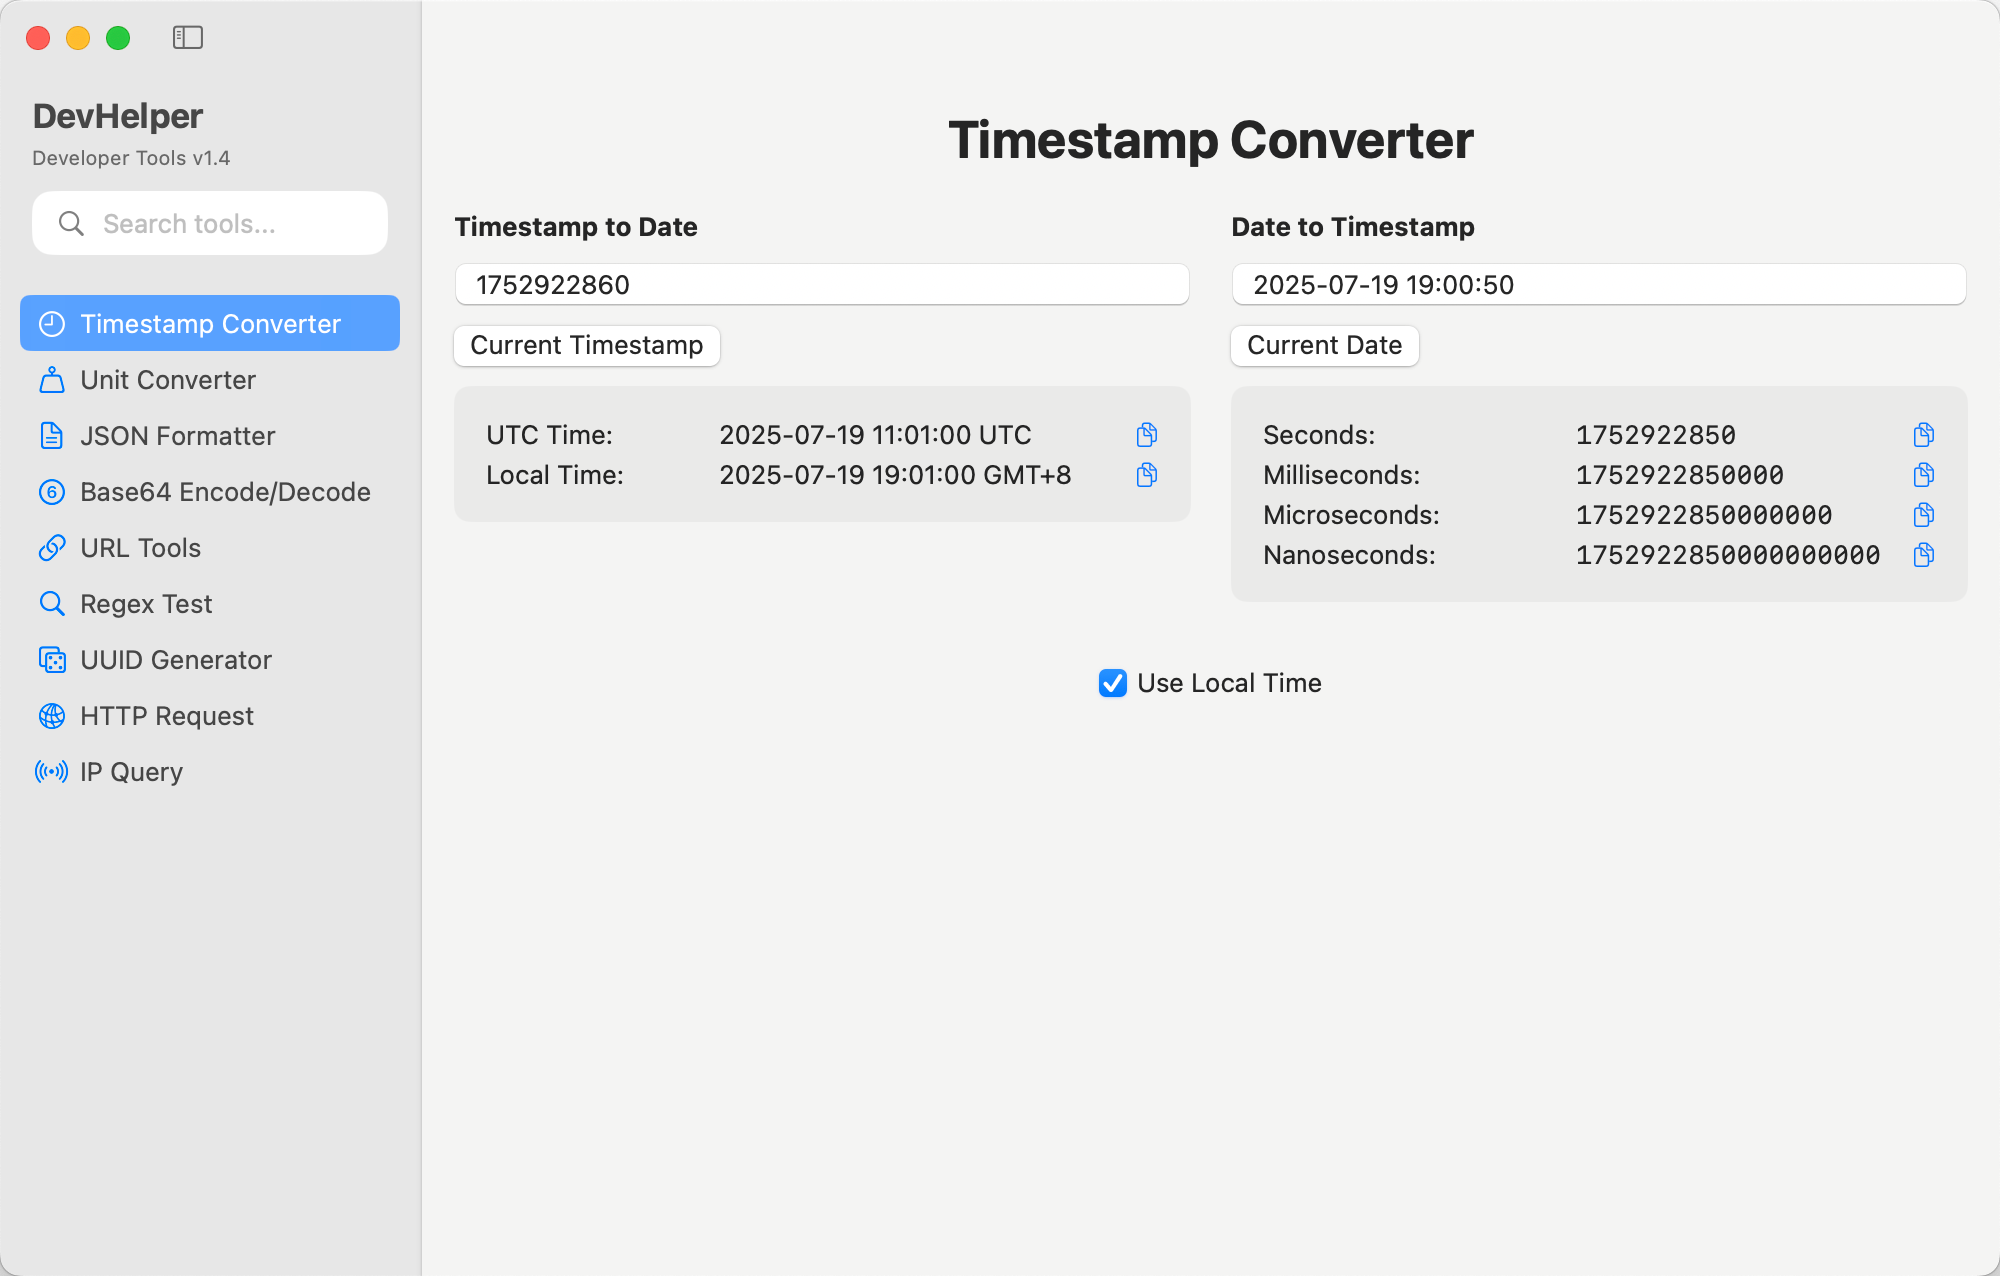 DevHelper
Developer Tools v1.4
Search tools...
Timestamp Converter
Unit Converter
JSON Formatter
6 Base64 Encode/Decode
URL Tools
Regex Test
UUID Generator
HTTP Request
IP Query
Timestamp Converter
Timestamp to Date
1752922860
Current Timestamp
UTC Time: 2025-07-19 11:01:00 UTC
Local Time: 2025-07-19 19:01:00 GMT+8
Date to Timestamp
2025-07-19 19:00:50
Current Date
Seconds: 1752922850
Milliseconds: 1752922850000
Microseconds: 1752922850000000
Nanoseconds: 1752922850000000000
Use Local Time